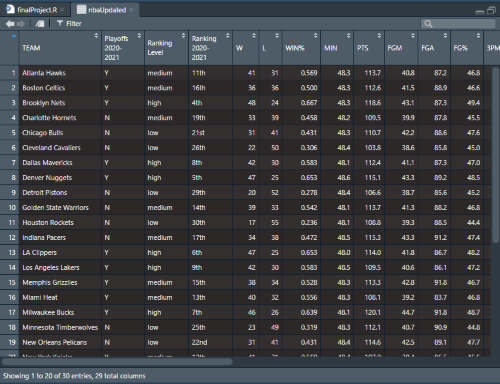 finalProject.R
nbaUpdated
Filter
TEAM Playoffs 2020-2021 Ranking Level Ranking 2020-2021 W L WIN% MIN PTS FGM FGA FG% 3PM
1 Atlanta Hawks Y medium 11th 41 31 0.569 48.3 113.7 40.8 87.2 46.8
2 Boston Celtics Y medium 16th 36 36 0.500 48.3 112.6 41.5 88.9 46.6
3 Brooklyn Nets Y high 4th 48 24 0.667 48.3 118.6 43.1 87.3 49.4
4 Charlotte Hornets N medium 19th 33 39 0.458 48.2 109.5 39.9 87.8 45.5
5 Chicago Bulls N low 21st 31 41 0.431 48.3 110.7 42.2 88.6 47.6
6 Cleveland Cavaliers N low 26th 22 50 0.306 48.4 103.8 38.6 85.8 45.0
7 Dallas Mavericks Y high 8th 42 30 0.583 48.1 112.4 41.1 87.3 47.0
8 Denver Nuggets Y high 5th 47 25 0.653 48.6 115.1 43.3 89.2 48.5
9 Detroit Pistons N low 29th 20 52 0.278 48.4 106.6 38.7 85.6 45.2
10 Golden State Warriors N medium 14th 39 33 0.542 48.1 113.7 41.3 88.2 46.8
11 Houston Rockets N low 30th 17 55 0.236 48.1 108.8 39.3 88.5 44.4
12 Indiana Pacers N medium 17th 34 38 0.472 48.5 115.3 43.3 91.2 47.4
13 LA Clippers Y high 6th 47 25 0.653 48.0 114.0 41.8 86.7 48.2
14 Los Angeles Lakers Y high 9th 42 30 0.583 48.5 109.5 40.6 86.1 47.2
15 Memphis Grizzlies Y medium 15th 38 34 0.528 48.3 113.3 42.8 91.8 46.7
16 Miami Heat Y medium 13th 40 32 0.556 48.3 108.1 39.2 83.7 46.8
17 Milwaukee Bucks Y high 7th 46 26 0.639 48.1 120.1 44.7 91.8 48.7
18 Minnesota Timberwolves N low 25th 23 49 0.319 48.3 112.1 40.7 90.9 44.8
19 New Orleans Pelicans N low 22nd 31 41 0.431 48.4 114.6 42.5 89.1 47.7
Showing 1 to 20 of 30 entries, 29 total columns